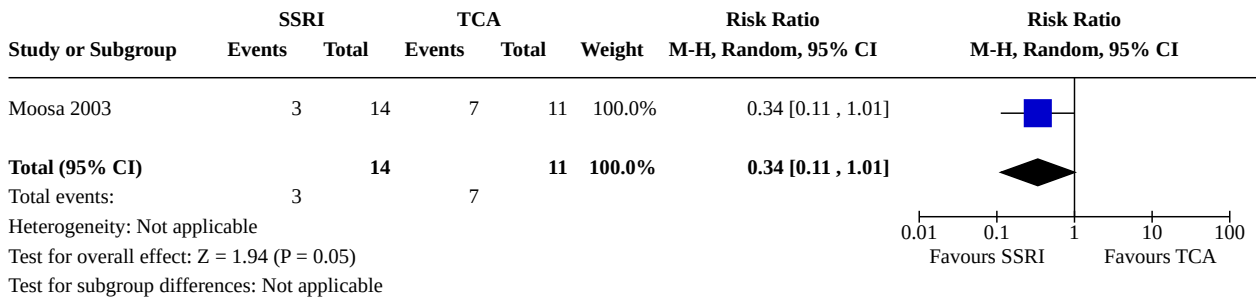 SSRI TCA Risk Ratio Risk Ratio
Study or Subgroup Events Total Events Total Weight M-H, Random, 95% CI M-H, Random, 95% CI
Moosa 2003 3 14 7 11 100.0% 0.34 [0.11 , 1.01]
Total (95% CI) 14 11 100.0% 0.34 [0.11 , 1.01]
Total events: 3 7
Heterogeneity: Not applicable
0.01 0.1 1 10 100
Test for overall effect: Z = 1.94 (P = 0.05) Favours SSRI Favours TCA
Test for subgroup differences: Not applicable